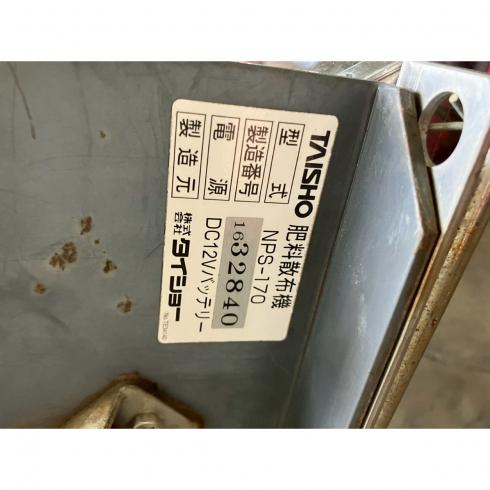 TAISHO 肥料散布機
型式 NPS-170
製造番号 1632840
電源 DC12Vバッテリー
製造元 株式会社タイショー